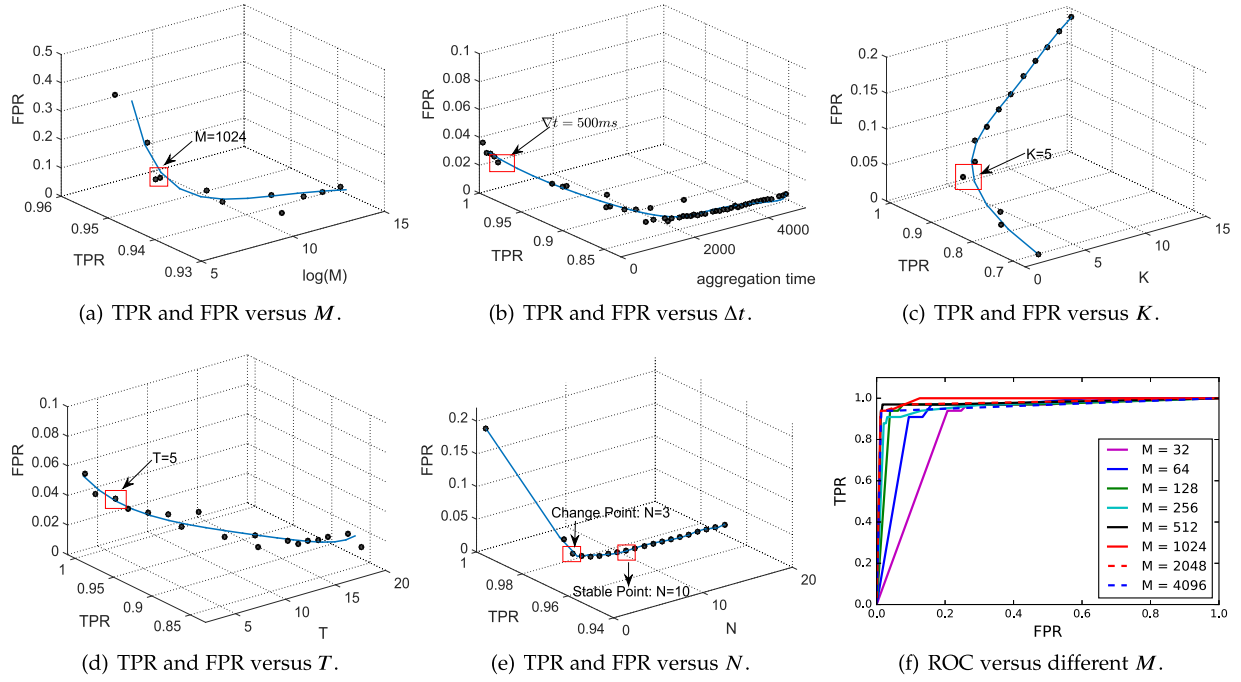 0.5
0.4
0.3
0.2
0.1
0
FPR
0.96
0.95
0.94
0.93
TPR
5
10
15
log(M)
M=1024
(a) TPR and FPR versus M.
0.1
0.08
0.06
0.04
0.02
0
FPR
1
0.95
0.9
0.85
TPR
0
2000
4000
aggregation time
∇t = 500ms
(b) TPR and FPR versus Δt.
0.2
0.15
0.1
0.05
0
FPR
1
0.9
0.8
0.7
TPR
0
5
10
15
K
K=5
(c) TPR and FPR versus K.
0.1
0.08
0.06
0.04
0.02
0
FPR
1
0.95
0.9
0.85
TPR
5
10
15
20
T
T=5
(d) TPR and FPR versus T.
0.2
0.15
0.1
0.05
0
FPR
1
0.98
0.96
0.94
TPR
0
10
20
N
Change Point: N=3
Stable Point: N=10
(e) TPR and FPR versus N.
1.0
0.8
0.6
0.4
0.2
0.0
TPR
0.0 0.2 0.4 0.6 0.8 1.0
FPR
M = 32
M = 64
M = 128
M = 256
M = 512
M = 1024
M = 2048
M = 4096
(f) ROC versus different M.